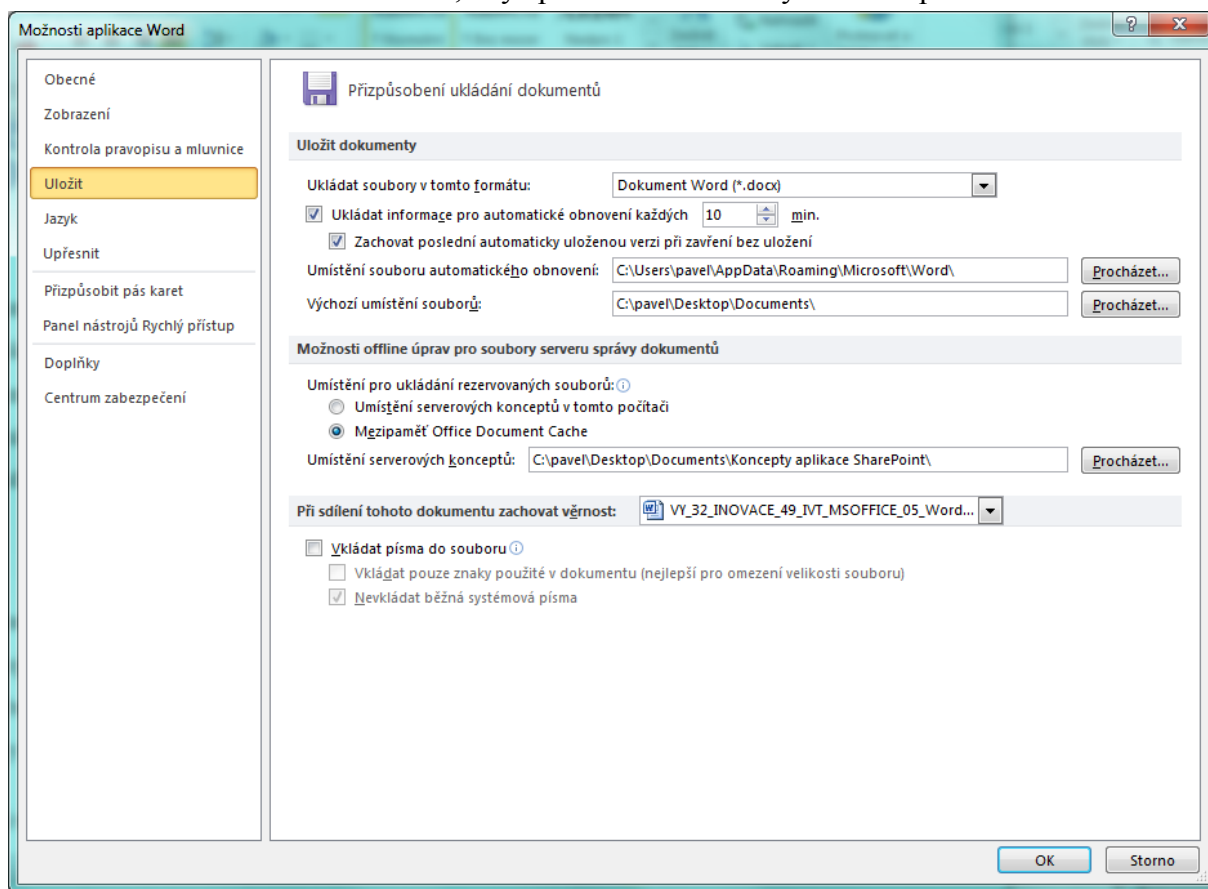 Možnosti aplikace Word
Obecné
Zobrazení
Kontrola pravopisu a mluvnice
Uložit
Jazyk
Upřesnit
Přizpůsobit pás karet
Panel nástrojů Rychlý přístup
Doplňky
Centrum zabezpečení
Přizpůsobení ukládání dokumentů
Uložit dokumenty
Ukládat soubory v tomto formátu: Dokument Word (*.docx)
Ukládat informace pro automatické obnovení každých 10 min.
Zachovat poslední automaticky uloženou verzi při zavření bez uložení
Umístění souboru automatického obnovení: C:\Users\pavel\AppData\Roaming\Microsoft\Word\ Procházet...
Výchozí umístění souborů: C:\pavel\Desktop\Documents\ Procházet...
Možnosti offline úprav pro soubory serveru správy dokumentů
Umístění pro ukládání rezervovaných souborů:
Umístění serverových konceptů v tomto počítači
Mezipaměť Office Document Cache
Umístění serverových konceptů: C:\pavel\Desktop\Documents\Koncepty aplikace SharePoint\ Procházet...
Při sdílení tohoto dokumentu zachovat věrnost: VY_32_INOVACE_49_IVT_MSOFFICE_05_Word...
Vkládat písma do souboru
Vkládat pouze znaky použité v dokumentu (nejlepší pro omezení velikosti souboru)
Nevkládat běžná systémová písma
OK Storno